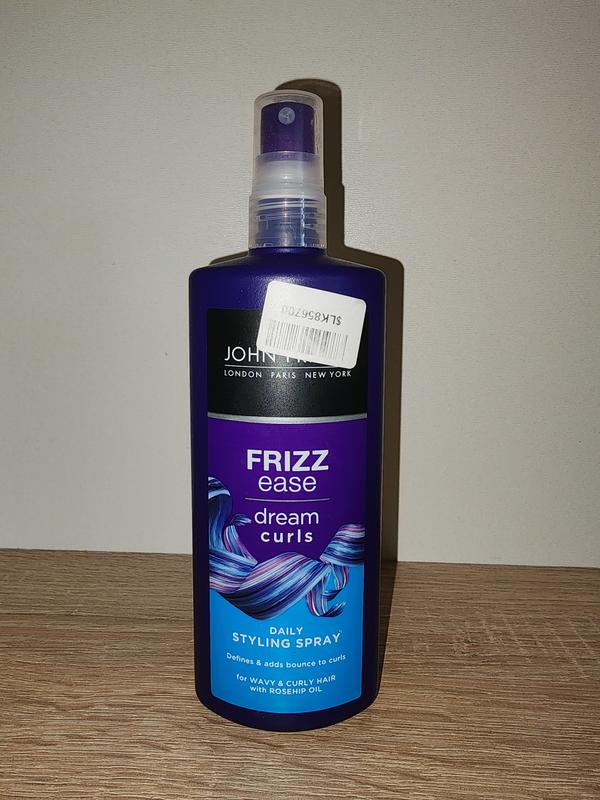 $LK856700
JOHN
LONDON PARIS NEW YORK
FRIZZ
ease
dream
curls
DAILY
STYLING SPRAY
Defines & adds bounce to curls
for WAVY & CURLY HAIR
with ROSEHIP OIL